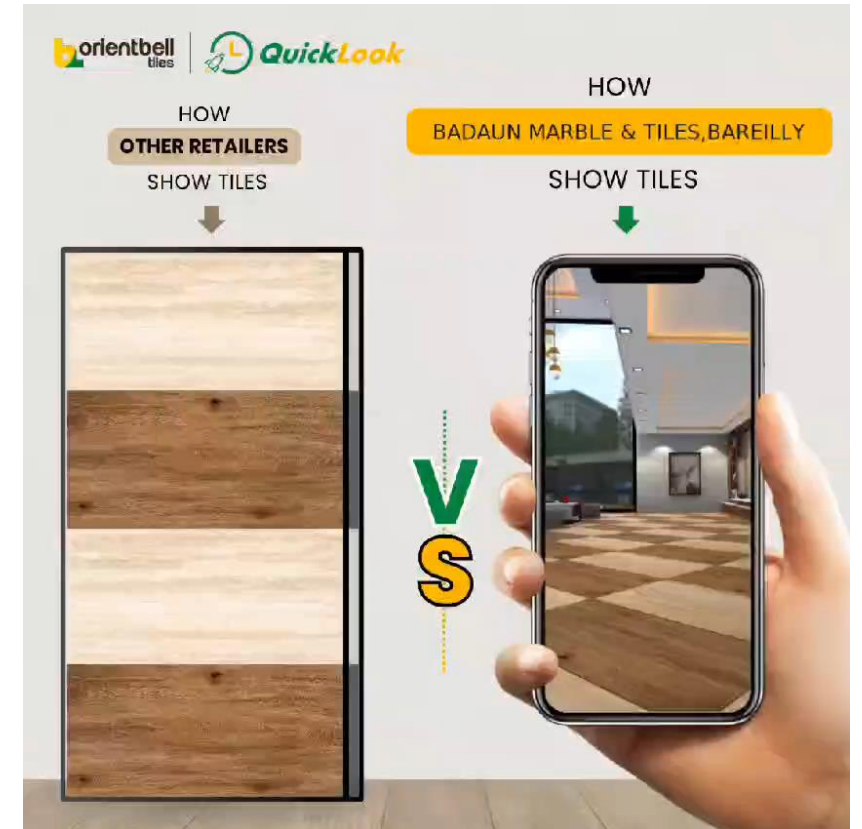 orientbell
tiles
QuickLook
HOW
OTHER RETAILERS
SHOW TILES
HOW
BADAUN MARBLE & TILES,BAREILLY
SHOW TILES
V
S